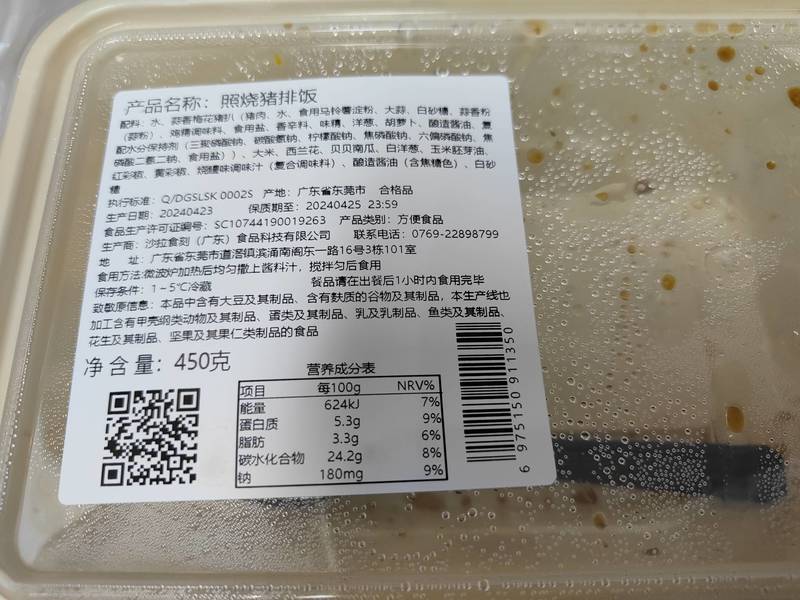 产品名称：照烧猪排饭
配料：水、蒜香梅花猪扒（猪肉、水、食用马铃薯淀粉、大蒜、白砂糖、蒜香粉
（蒜粉）、鸡精调味料、食用盐、香辛料、味精、洋葱、胡萝卜、酿造酱油、复
配水分保持剂（三聚磷酸钠、碳酸氢钠、柠檬酸钠、焦磷酸钠、六偏磷酸钠、焦
磷酸二氢二钠、食用盐））、大米、西兰花、贝贝南瓜、白洋葱、玉米胚芽油、
红彩椒、黄彩椒、烧鳗味调味汁（复合调味料）、酿造酱油（含焦糖色）、白砂
糖
执行标准：Q/DGSLSK 0002S 产地：广东省东莞市 合格品
生产日期：20240423 保质期至：20240425 23:59
食品生产许可证编号：SC10744190019263 产品类别：方便食品
生产商：沙拉食刻（广东）食品科技有限公司 联系电话：0769-22898799
地 址：广东省东莞市道滘镇滨涌南阁东一路16号3栋101室
食用方法:微波炉加热后均匀撒上酱料汁，搅拌匀后食用
保存条件：1－5℃冷藏 餐品请在出餐后1小时内食用完毕
致敏原信息：本品中含有大豆及其制品、含有麸质的谷物及其制品，本生产线也
加工含有甲壳纲类动物及其制品、蛋类及其制品、乳及乳制品、鱼类及其制品、
花生及其制品、坚果及其果仁类制品的食品
净含量：450克
营养成分表
项目 每100g NRV%
能量 624kJ 7%
蛋白质 5.3g 9%
脂肪 3.3g 6%
碳水化合物 24.2g 8%
钠 180mg 9%
6 975150 911350